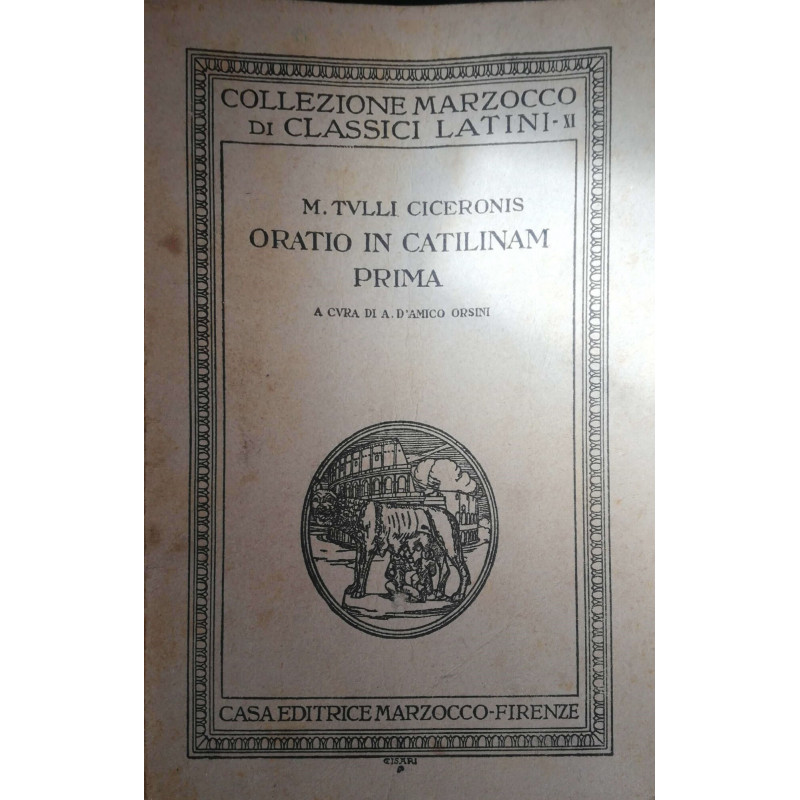 COLLEZIONE MARZOCCO
DI CLASSICI LATINI-XI
M. TVLLI CICERONIS
ORATIO IN CATILINAM
PRIMA
A CVRA DI A. D'AMICO ORSINI
CASA EDITRICE MARZOCCO-FIRENZE
CISARI